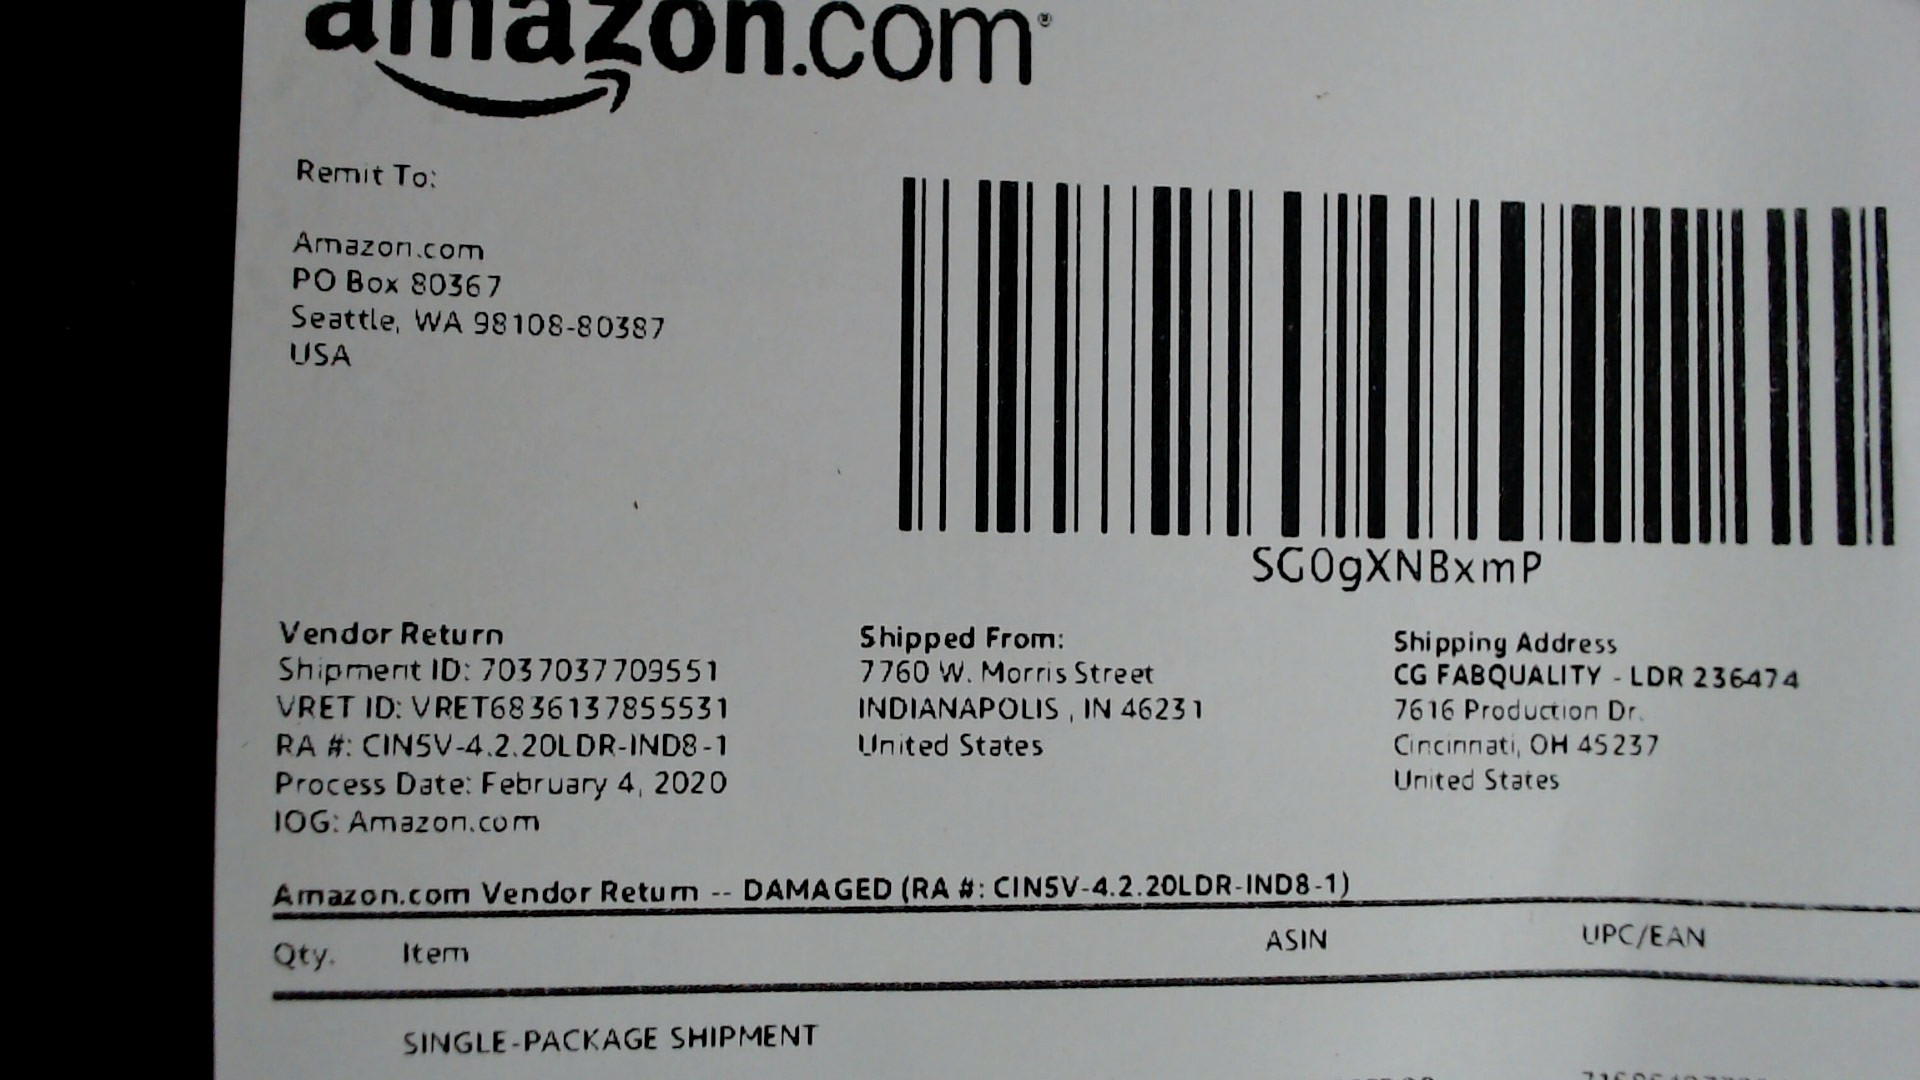 amazon.com®
Remit To:
Amazon.com
PO Box 80367
Seattle, WA 98108-80387
USA
SG0gXNBxmP
Vendor Return
Shipment ID: 7037037709551
VRET ID: VRET6836137855531
RA #: CIN5V-4.2.20LDR-IND8-1
Process Date: February 4, 2020
IOG: Amazon.com
Shipped From:
7760 W. Morris Street
INDIANAPOLIS , IN 46231
United States
Shipping Address
CG FABQUALITY - LDR 236474
7616 Production Dr.
Cincinnati, OH 45237
United States
Amazon.com Vendor Return -- DAMAGED (RA #: CIN5V-4.2.20LDR-IND8-1)
Qty. Item ASIN UPC/EAN
SINGLE-PACKAGE SHIPMENT